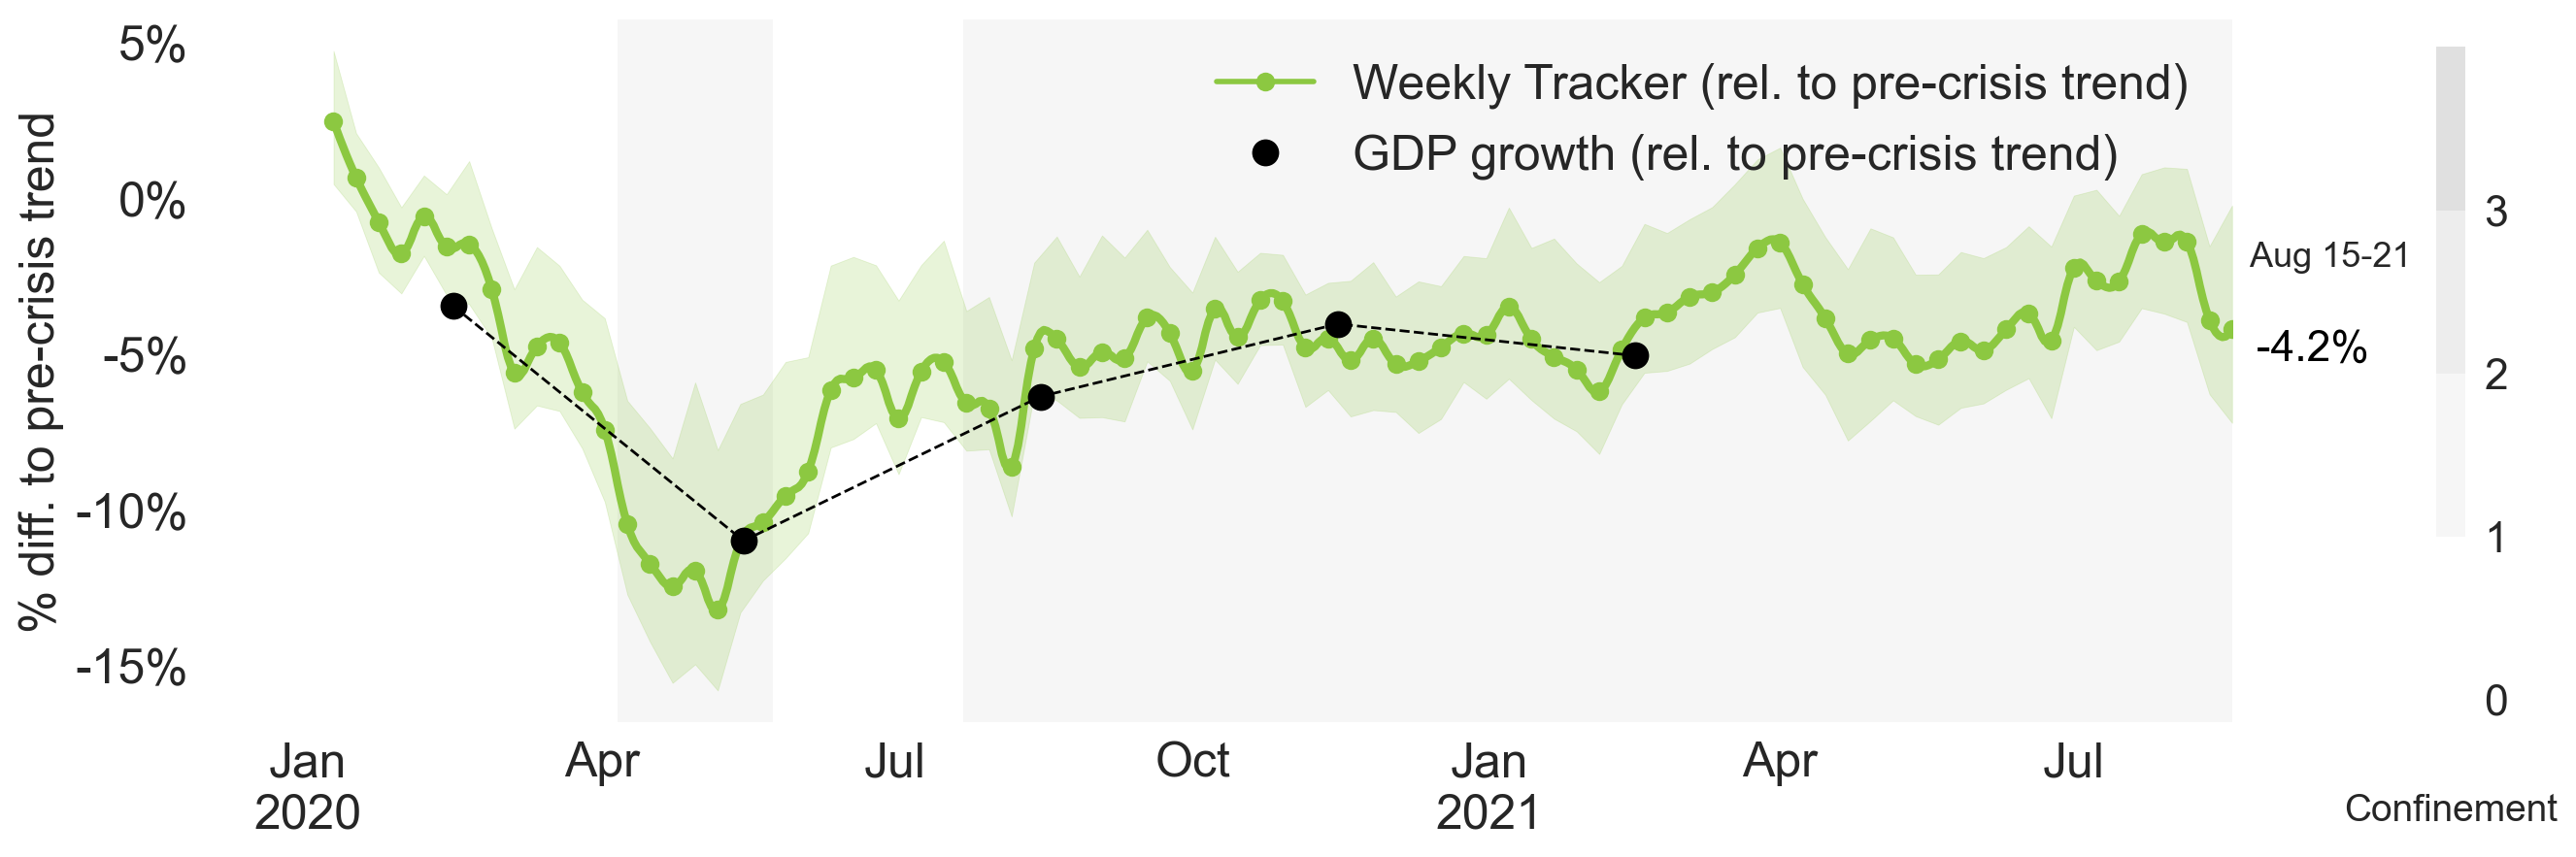 % diff. to pre-crisis trend
5%
0%
-5%
-10%
-15%
Weekly Tracker (rel. to pre-crisis trend)
GDP growth (rel. to pre-crisis trend)
Aug 15-21
-4.2%
3
2
1
0
Jan
2020
Apr
Jul
Oct
Jan
2021
Apr
Jul
Confinement